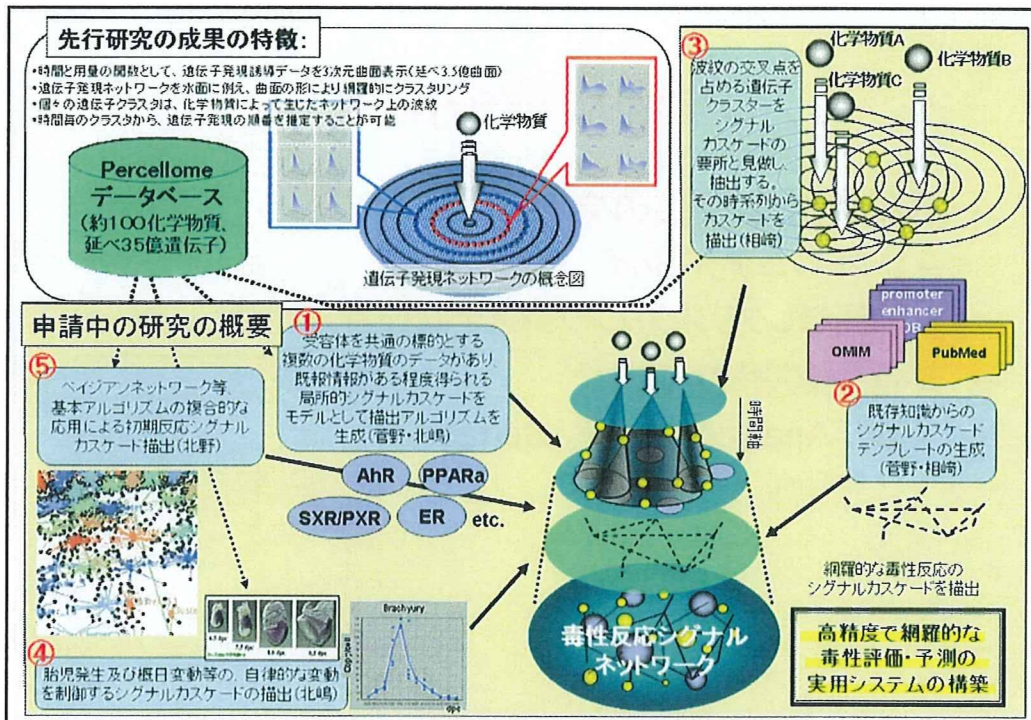 先行研究の成果の特徴:
•時間と用量の関数として、遺伝子発現誘導データを3次元曲面表示(延べ3.5億曲面)
•遺伝子発現ネットワークを水面に例え、曲面の形により網羅的にクラスタリング
•個々の遺伝子クラスタは、化学物質によって生じたネットワーク上の波紋
•時間毎のクラスタから、遺伝子発現の順番を推定することが可能
Percellome
データベース
(約100化学物質、
延べ35億遺伝子)
化学物質
遺伝子発現ネットワークの概念図
③
波紋の交叉点を
占める遺伝子
クラスターを
シグナル
カスケードの
要所と見做し、
抽出する。
その時系列から
カスケードを
描出(相崎)
化学物質A
化学物質B
化学物質C
申請中の研究の概要
①
受容体を共通の標的とする
複数の化学物質のデータがあり、
既報情報がある程度得られる
局所的シグナルカスケードを
モデルとして描出アルゴリズムを
生成(菅野・北嶋)
⑤
ベイジアンネットワーク等、
基本アルゴリズムの複合的な
応用による初期反応シグナル
カスケード描出(北野)
AhR
PPARa
SXR/PXR
ER
etc.
時間軸
promoter
enhancer
DB
OMIM
PubMed
②
既存知識からの
シグナルカスケード
テンプレートの生成
(菅野・相崎)
網羅的な毒性反応の
シグナルカスケードを描出
毒性反応シグナル
ネットワーク
高精度で網羅的な
毒性評価・予測の
実用システムの構築
Brachyury
dpc
④
胎児発生及び概日変動等の、自律的な変動
を制御するシグナルカスケードの描出(北嶋)